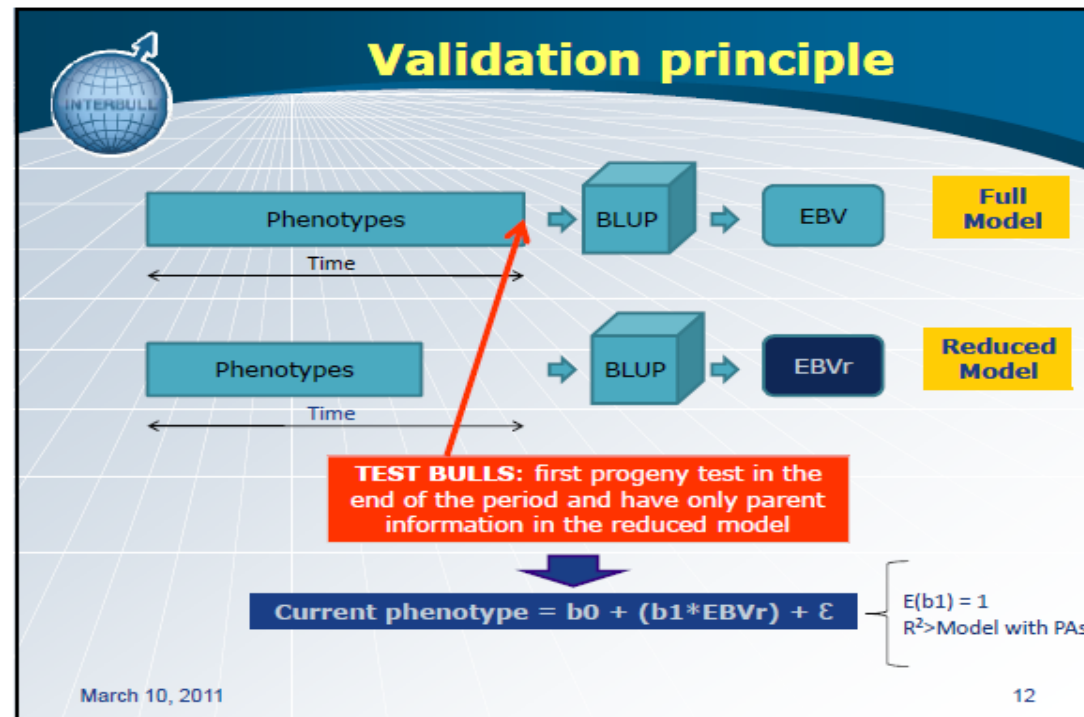 Validation principle
INTERBULL
Phenotypes
BLUP
EBV
Full
Model
Time
Phenotypes
BLUP
EBVr
Reduced
Model
Time
TEST BULLS: first progeny test in the
end of the period and have only parent
information in the reduced model
Current phenotype = b0 + (b1*EBVr) + Ɛ
E(b1) = 1
R²>Model with PAs
March 10, 2011
12